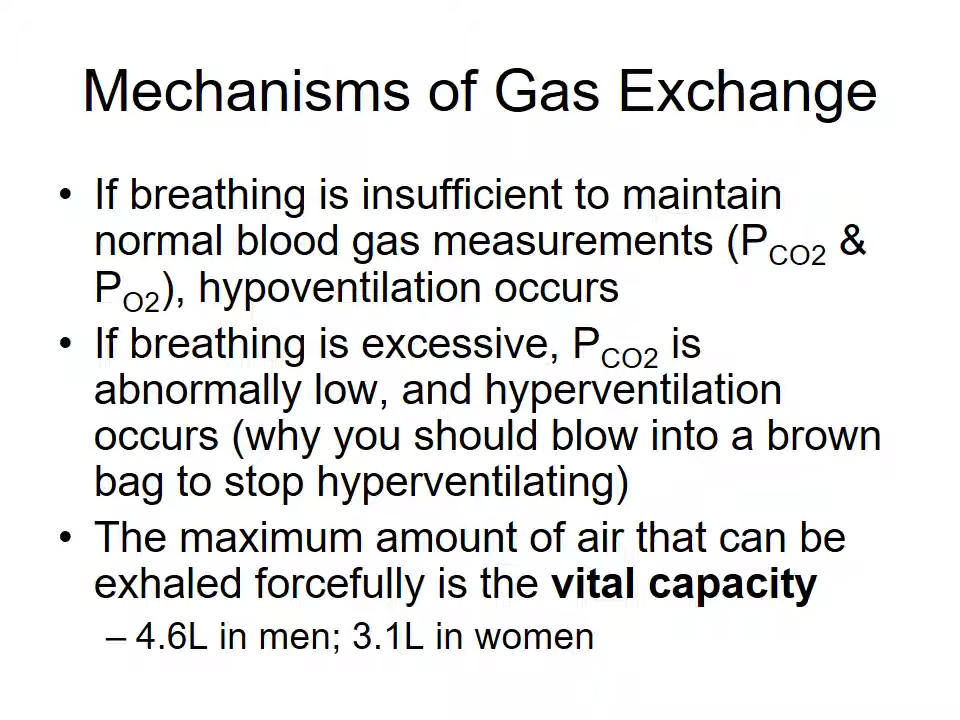 Mechanisms of Gas Exchange
• If breathing is insufficient to maintain
normal blood gas measurements (PCO2 &
PO2), hypoventilation occurs
• If breathing is excessive, PCO2 is
abnormally low, and hyperventilation
occurs (why you should blow into a brown
bag to stop hyperventilating)
• The maximum amount of air that can be
exhaled forcefully is the vital capacity
– 4.6L in men; 3.1L in women